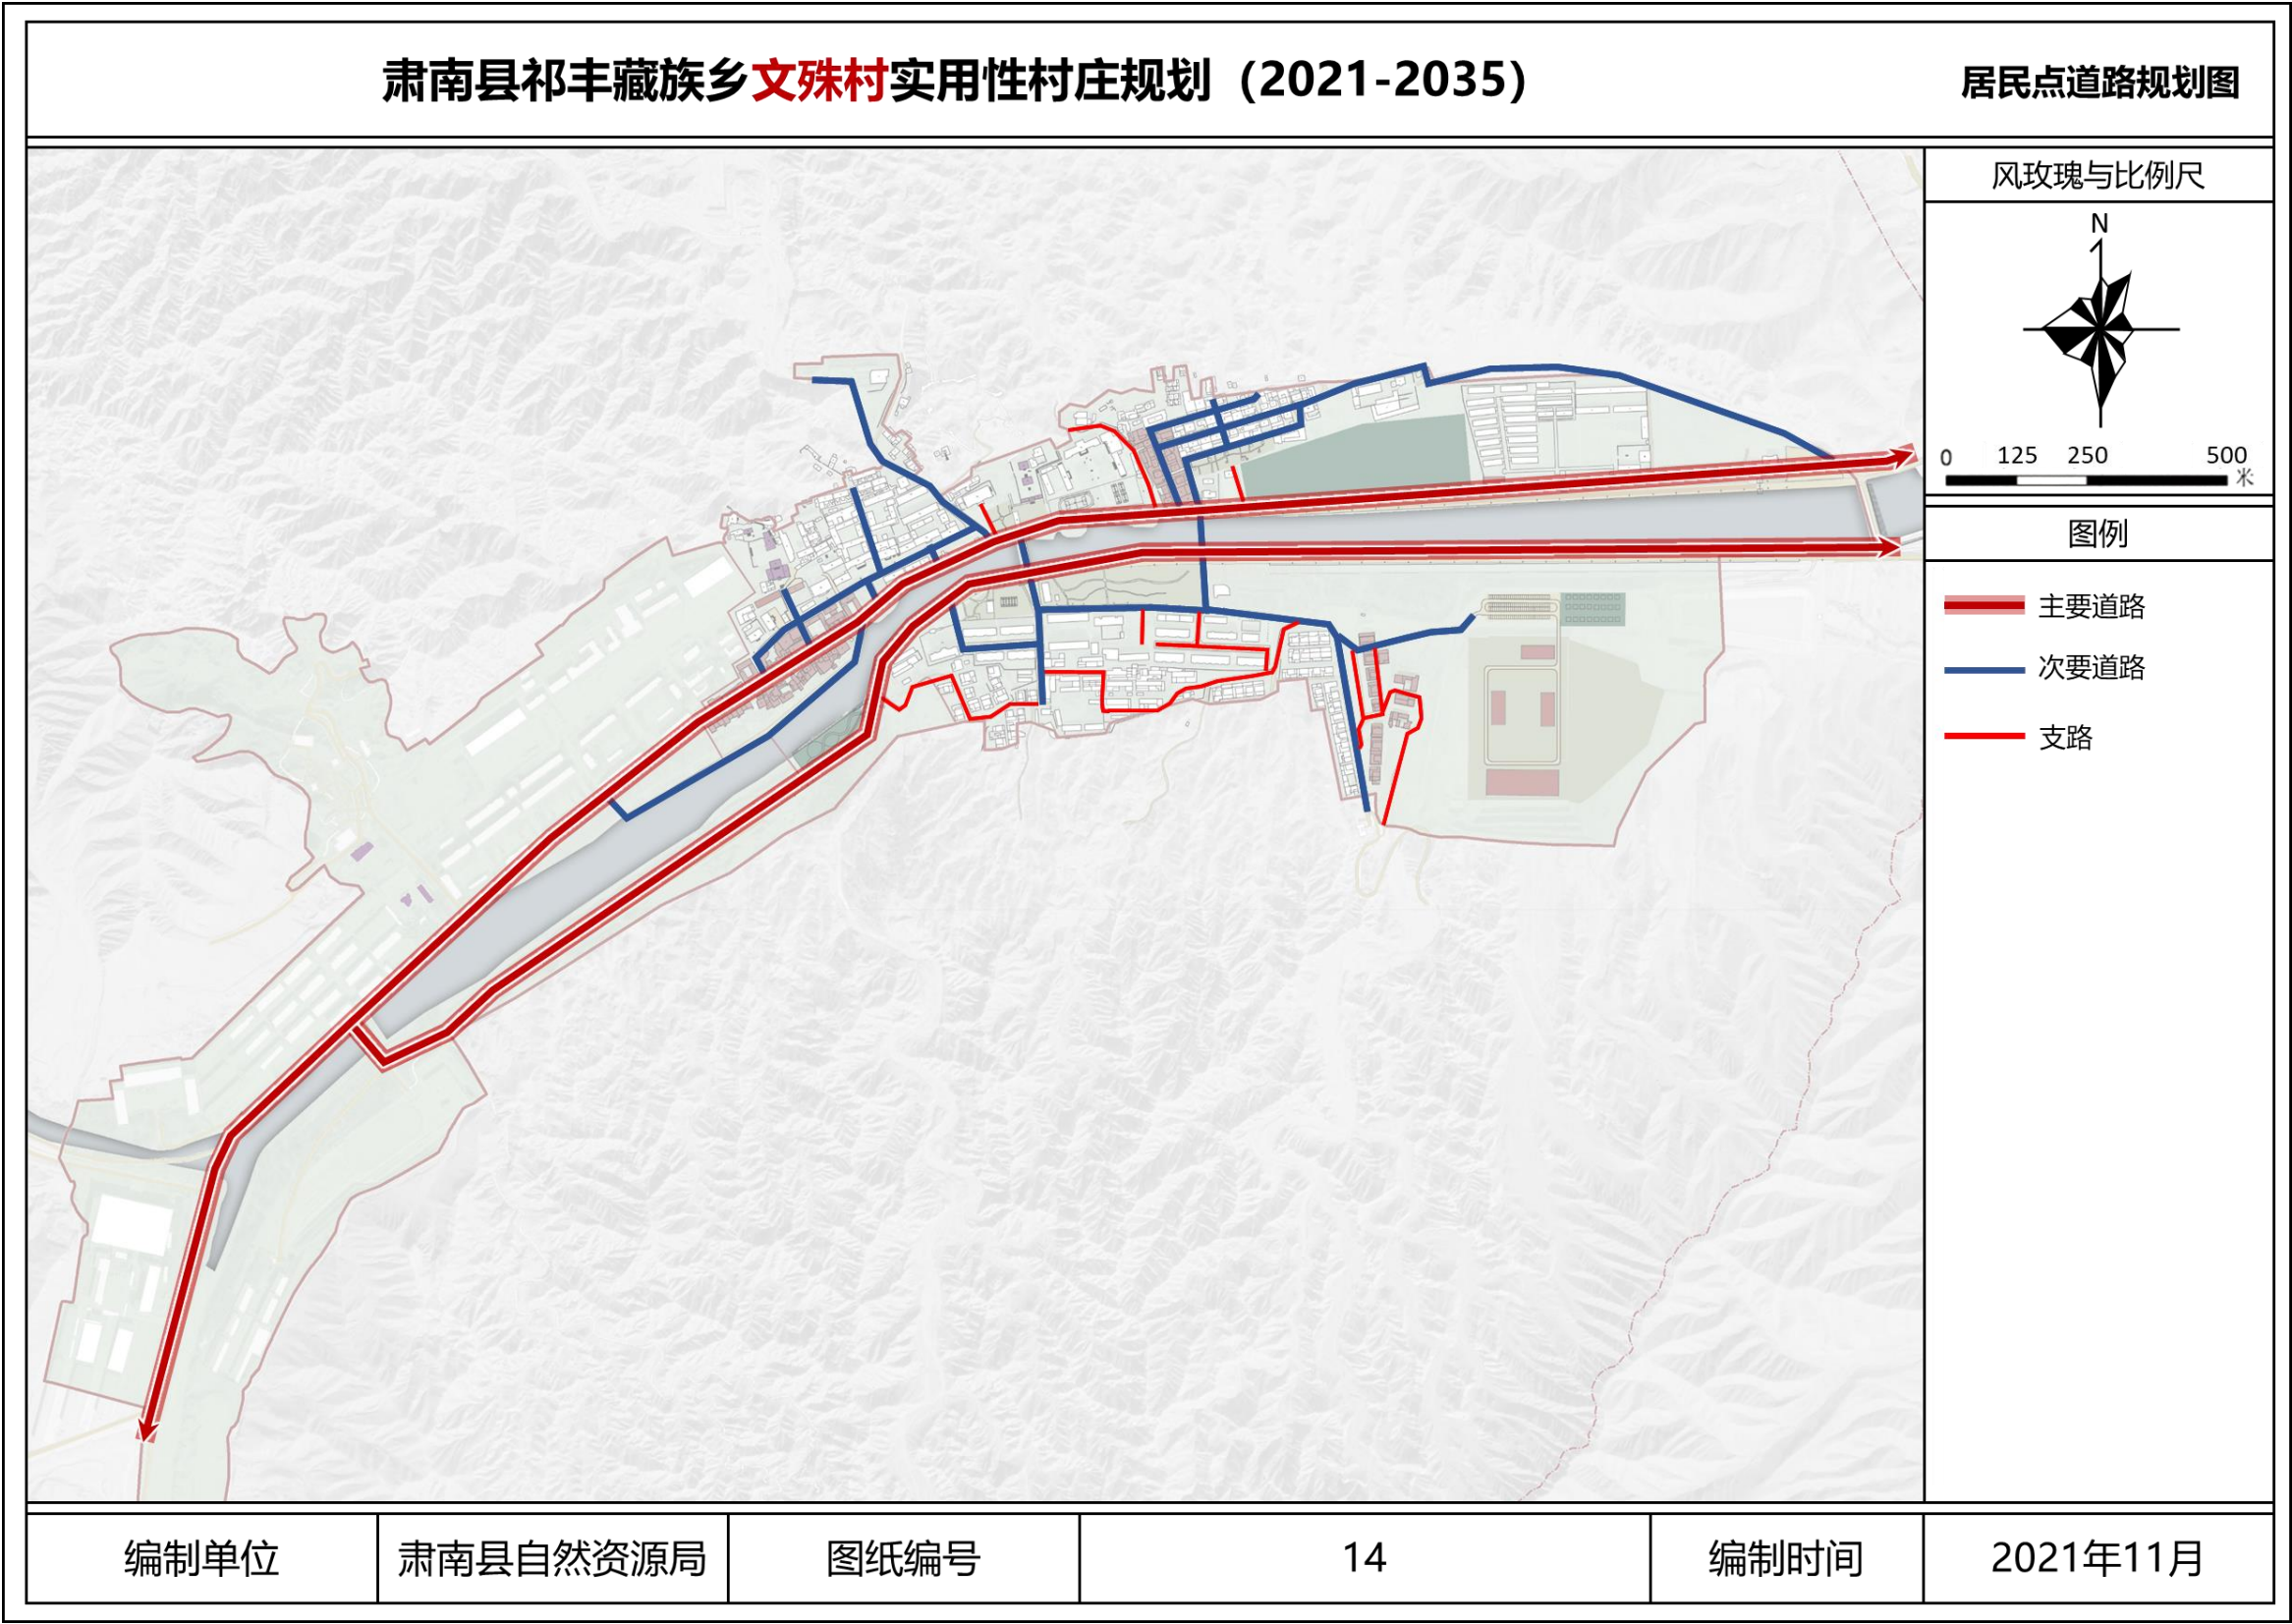 肃南县祁丰藏族乡文殊村实用性村庄规划（2021-2035）
居民点道路规划图
风玫瑰与比例尺
N
0 125 250 500
米
图例
主要道路
次要道路
支路
编制单位 肃南县自然资源局 图纸编号 14 编制时间 2021年11月